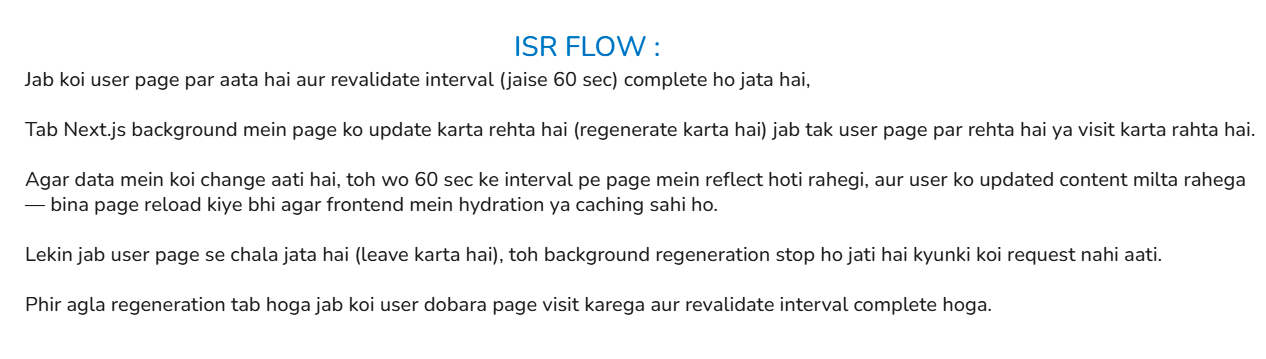 ISR FLOW :
Jab koi user page par aata hai aur revalidate interval (jaise 60 sec) complete ho jata hai,
Tab Next.js background mein page ko update karta rehta hai (regenerate karta hai) jab tak user page par rehta hai ya visit karta rahta hai.
Agar data mein koi change aati hai, toh wo 60 sec ke interval pe page mein reflect hoti rahegi, aur user ko updated content milta rahega
— bina page reload kiye bhi agar frontend mein hydration ya caching sahi ho.
Lekin jab user page se chala jata hai (leave karta hai), toh background regeneration stop ho jati hai kyunki koi request nahi aati.
Phir agla regeneration tab hoga jab koi user dobara page visit karega aur revalidate interval complete hoga.